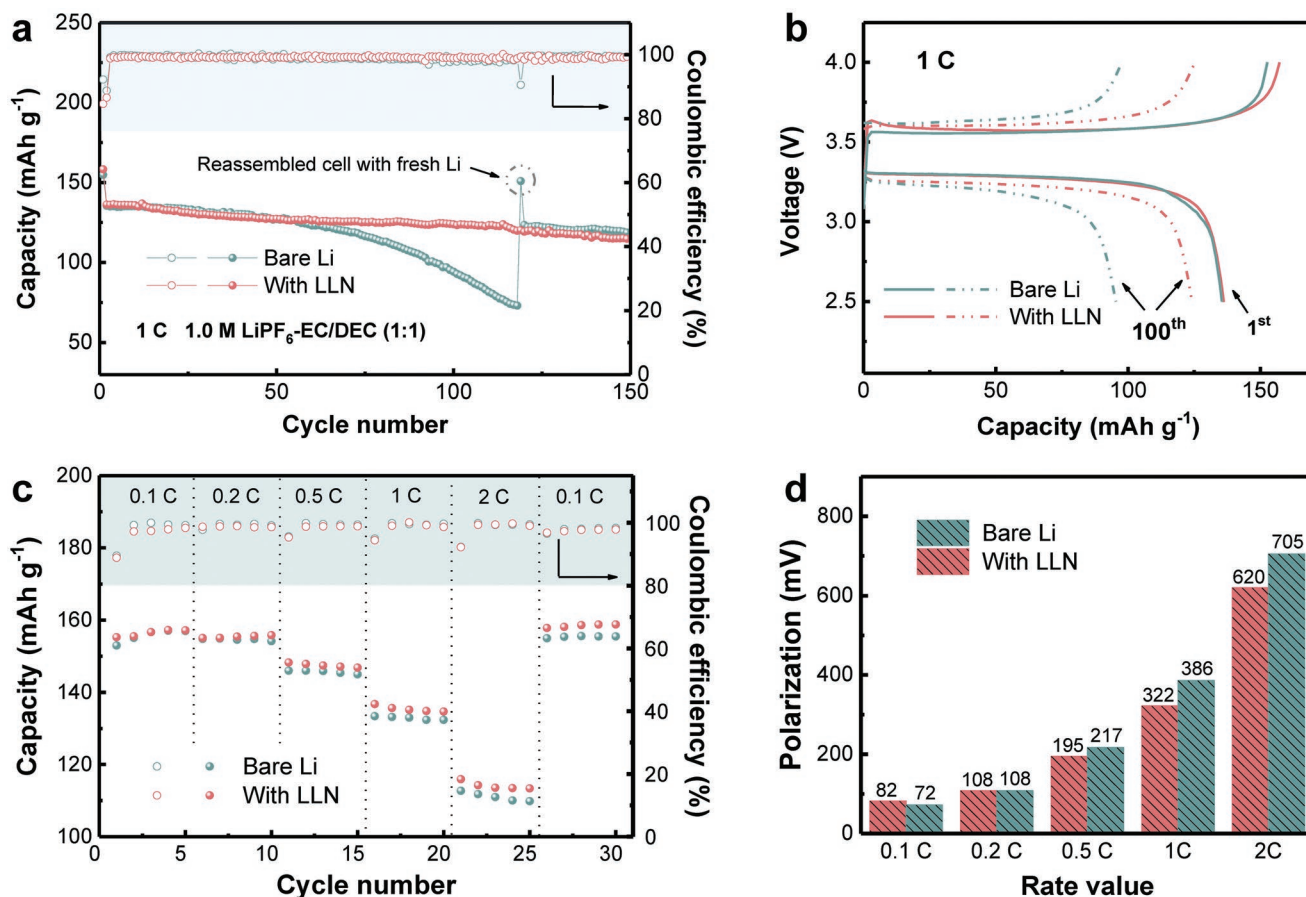 a
250
225
200
175
150
125
100
75
50
Capacity (mAh g⁻¹)
100
80
60
40
20
0
Coulombic efficiency (%)
Reassembled cell with fresh Li
Bare Li
With LLN
1 C 1.0 M LiPF₆-EC/DEC (1:1)
0 50 100 150
Cycle number
b
1 C
4.0
3.5
3.0
2.5
Voltage (V)
Bare Li
With LLN
100ᵗʰ
1ˢᵗ
0 50 100 150
Capacity (mAh g⁻¹)
c
200
180
160
140
120
100
Capacity (mAh g⁻¹)
0.1 C 0.2 C 0.5 C 1 C 2 C 0.1 C
100
80
60
40
20
0
Coulombic efficiency (%)
Bare Li
With LLN
0 5 10 15 20 25 30
Cycle number
d
800
600
400
200
0
Polarization (mV)
Bare Li
With LLN
82 72 108 108 195 217 322 386 620 705
0.1 C 0.2 C 0.5 C 1C 2C
Rate value